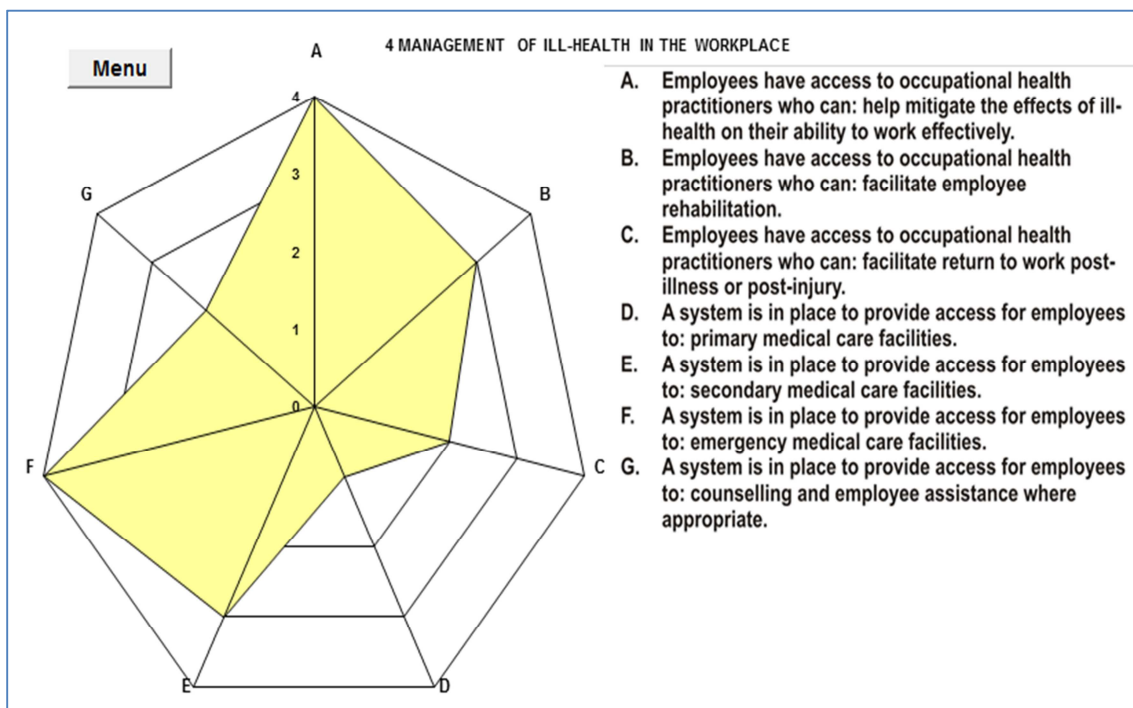 4 MANAGEMENT OF ILL-HEALTH IN THE WORKPLACE
Menu
A
4
3
2
1
0
B
C
D
E
F
G
A. Employees have access to occupational health
practitioners who can: help mitigate the effects of ill-
health on their ability to work effectively.
B. Employees have access to occupational health
practitioners who can: facilitate employee
rehabilitation.
C. Employees have access to occupational health
practitioners who can: facilitate return to work post-
illness or post-injury.
D. A system is in place to provide access for employees
to: primary medical care facilities.
E. A system is in place to provide access for employees
to: secondary medical care facilities.
F. A system is in place to provide access for employees
to: emergency medical care facilities.
G. A system is in place to provide access for employees
to: counselling and employee assistance where
appropriate.